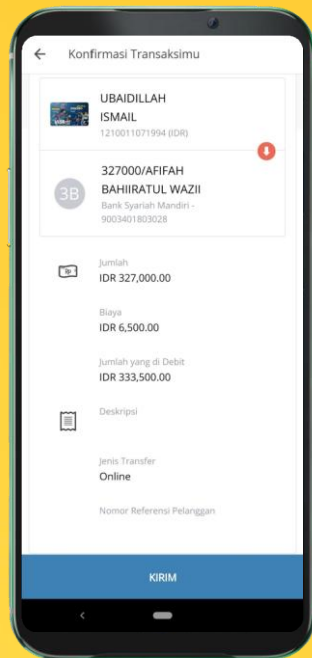 Konfirmasi Transaksimu
UBAIDILLAH
ISMAIL
1210011071994 (IDR)
3B
327000/AFIFAH
BAHIIRATUL WAZII
Bank Syariah Mandiri -
9003401803028
Jumlah
IDR 327,000.00
Biaya
IDR 6,500.00
Jumlah yang di Debit
IDR 333,500.00
Deskripsi
Jenis Transfer
Online
Nomor Referensi Pelanggan
KIRIM